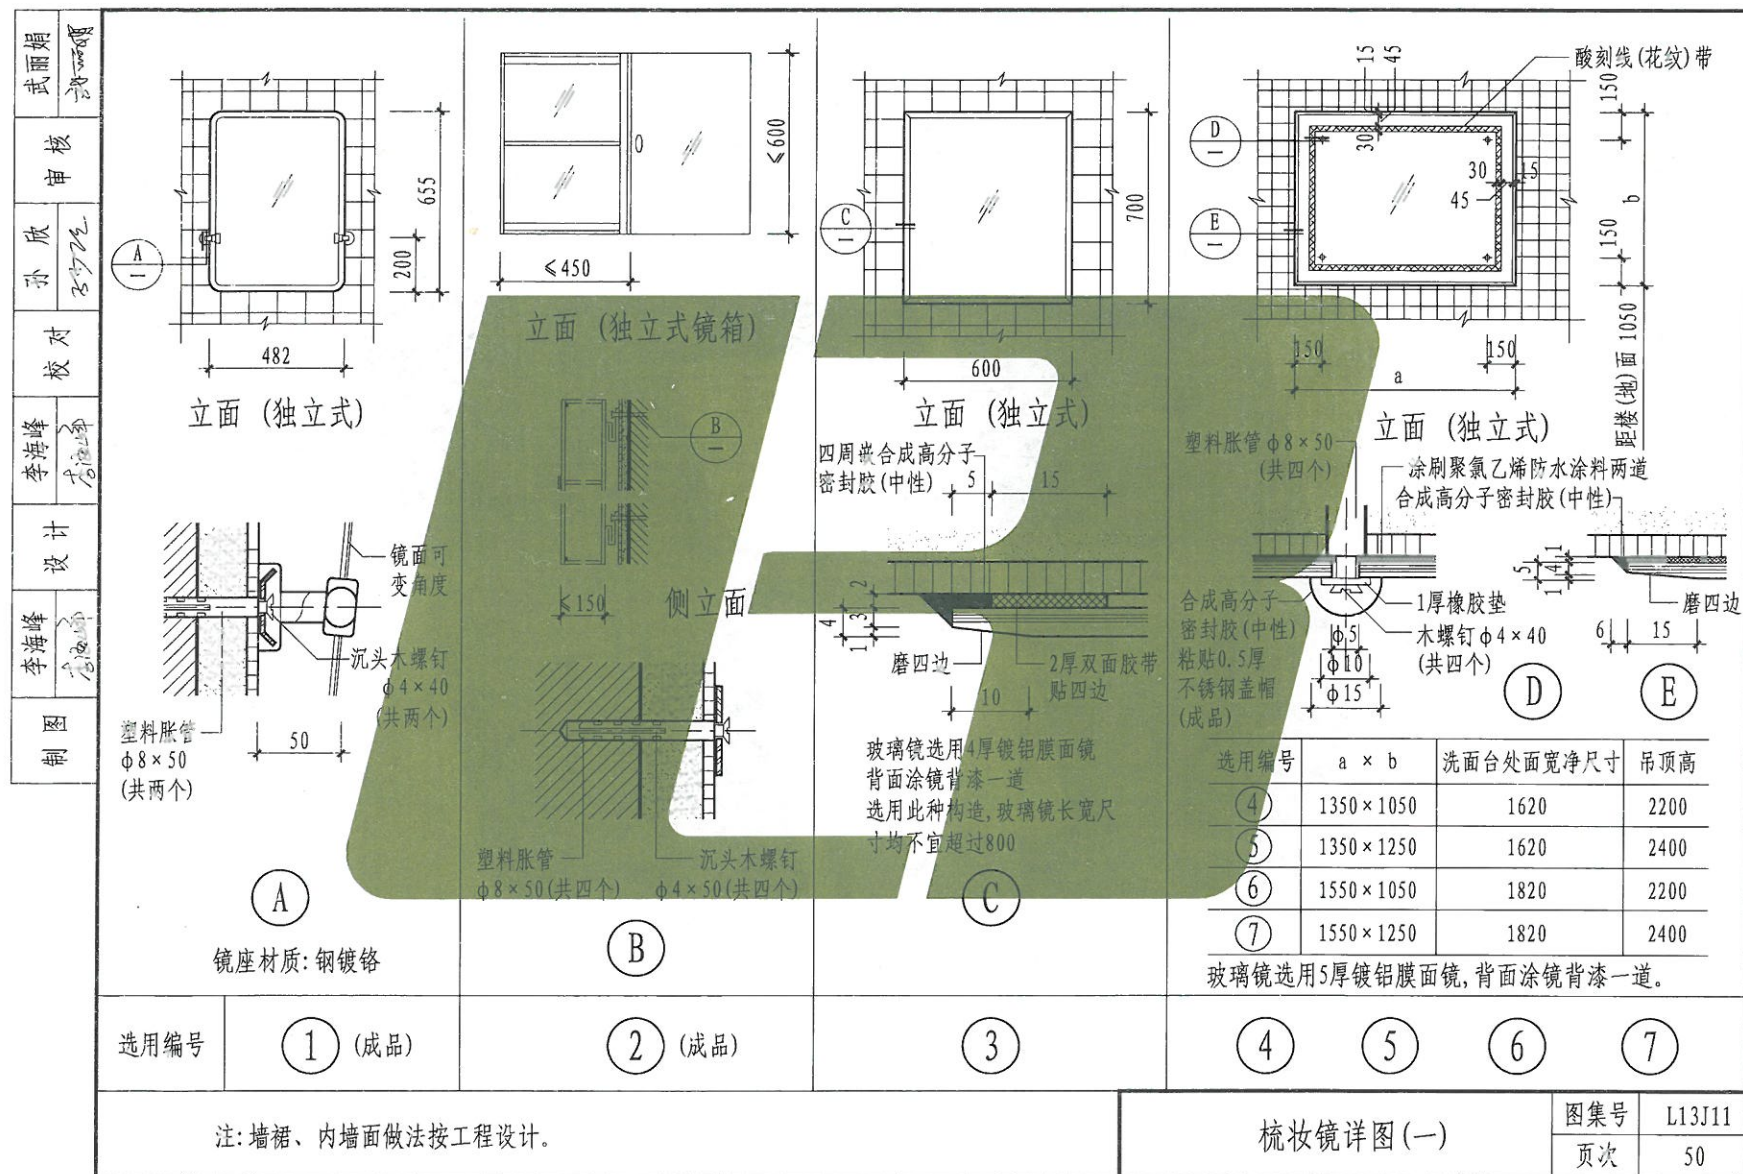 武丽娟
审核
孙欣
校对
李海峰
设计
李海峰
制图
655
200
482
A
一
立面 (独立式)
镜面可
变角度
沉头木螺钉
φ4×40
(共两个)
塑料胀管
φ8×50
(共两个)
50
A
镜座材质:钢镀铬
≤600
≤450
立面 (独立式镜箱)
B
一
≤150
侧立面
塑料胀管
φ8×50(共四个)
沉头木螺钉
φ4×50(共四个)
B
C
一
700
600
立面 (独立式)
四周嵌合成高分子
密封胶(中性)
5
15
2
4
3
1
磨四边
2厚双面胶带
贴四边
10
玻璃镜选用4厚镀铝膜面镜
背面涂镜背漆一道
选用此种构造,玻璃镜长宽尺
寸均不宜超过800
C
15
45
酸刻线(花纹)带
150
D
一
30
30
15
45
b
E
一
150
150
150
a
距楼(地)面1050
立面 (独立式)
塑料胀管φ8×50
(共四个)
涂刷聚氯乙烯防水涂料两道
合成高分子密封胶(中性)
5
4
1
1
合成高分子
密封胶(中性)
粘贴0.5厚
不锈钢盖帽
(成品)
1厚橡胶垫
木螺钉φ4×40
(共四个)
φ5
φ10
φ15
磨四边
6
15
D
E
选用编号 a × b 洗面台处面宽净尺寸 吊顶高
④ 1350×1050 1620 2200
⑤ 1350×1250 1620 2400
⑥ 1550×1050 1820 2200
⑦ 1550×1250 1820 2400
玻璃镜选用5厚镀铝膜面镜,背面涂镜背漆一道。
选用编号 ① (成品) ② (成品) ③ ④ ⑤ ⑥ ⑦
注:墙裙、内墙面做法按工程设计。
梳妆镜详图(一)
图集号 L13J11
页次 50